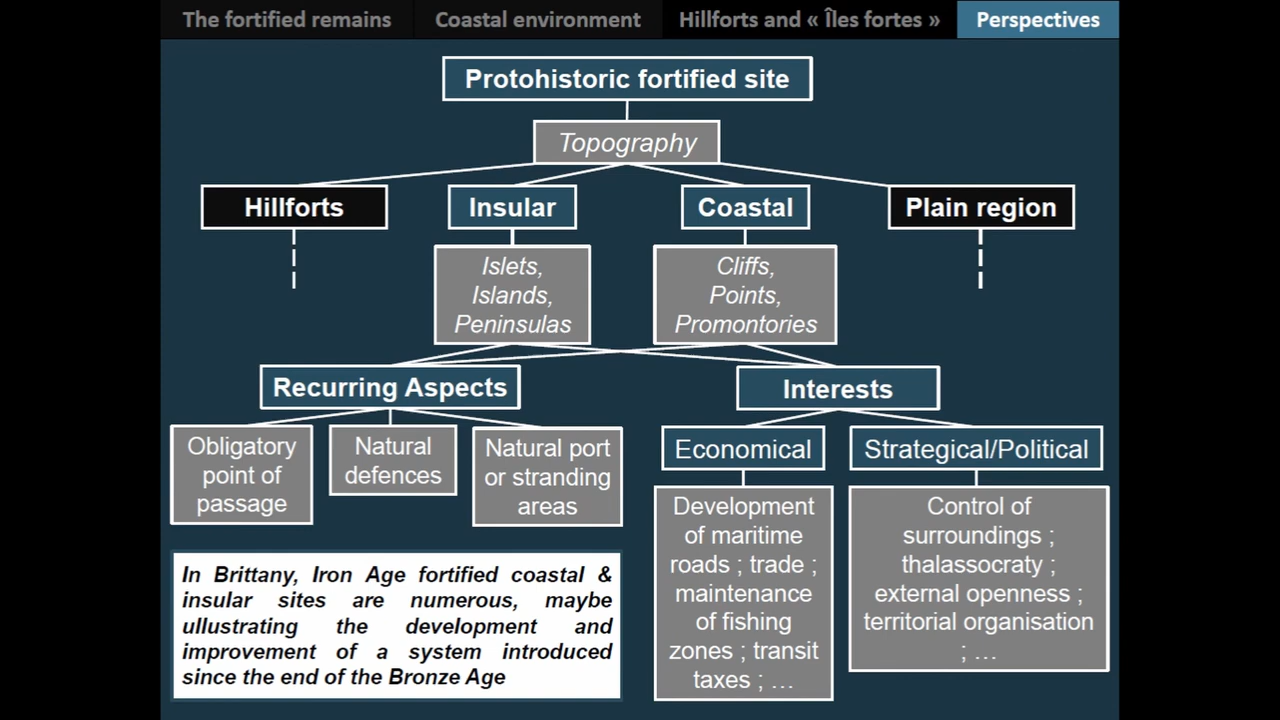 The fortified remains
Coastal environment
Hillforts and « Îles fortes »
Perspectives
Protohistoric fortified site
Topography
Hillforts
Insular
Coastal
Plain region
Islets,
Islands,
Peninsulas
Cliffs,
Points,
Promontories
Recurring Aspects
Interests
Obligatory
point of
passage
Natural
defences
Natural port
or stranding
areas
Economical
Strategical/Political
Development
of maritime
roads ; trade ;
maintenance
of fishing
zones ; transit
taxes ; …
Control of
surroundings ;
thalassocraty ;
external openness ;
territorial organisation
; …
In Brittany, Iron Age fortified coastal &
insular sites are numerous, maybe
ullustrating the development and
improvement of a system introduced
since the end of the Bronze Age